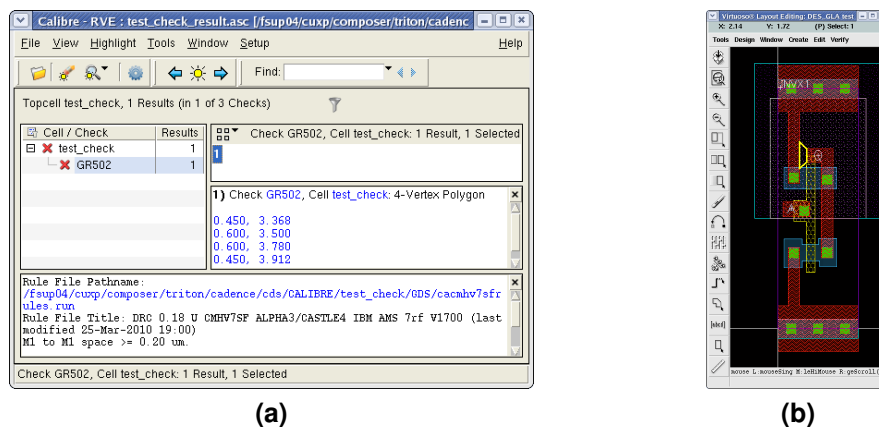 Calibre - RVE : test_check_result.asc [/fsup04/cuxp/composer/triton/cadenc
File View Highlight Tools Window Setup Help
Find:
Topcell test_check, 1 Results (in 1 of 3 Checks)
Cell / Check Results
test_check 1
GR502 1
Check GR502, Cell test_check: 1 Result, 1 Selected
1
1) Check GR502, Cell test_check: 4-Vertex Polygon
0.450, 3.368
0.600, 3.500
0.600, 3.780
0.450, 3.912
Rule File Pathname:
/fsup04/cuxp/composer/triton/cadence/cds/CALIBRE/test_check/GDS/cacmhv7sfr
ules.run
Rule File Title: DRC 0.18 U CMHV7SF ALPHA3/CASTLE4 IBM AMS 7rf V1700 (last
modified 25-Mar-2010 19:00)
M1 to M1 space >= 0.20 um.
Check GR502, Cell test_check: 1 Result, 1 Selected
(a)
Virtuoso® Layout Editing: DES_GLA test
X: 2.14 Y: 1.72 (P) Select: 1
Tools Design Window Create Edit Verify
INVX1
Q
A
[abcd]
mouse L:mouseSing M:leHiMouse R:geScroll(
(b)